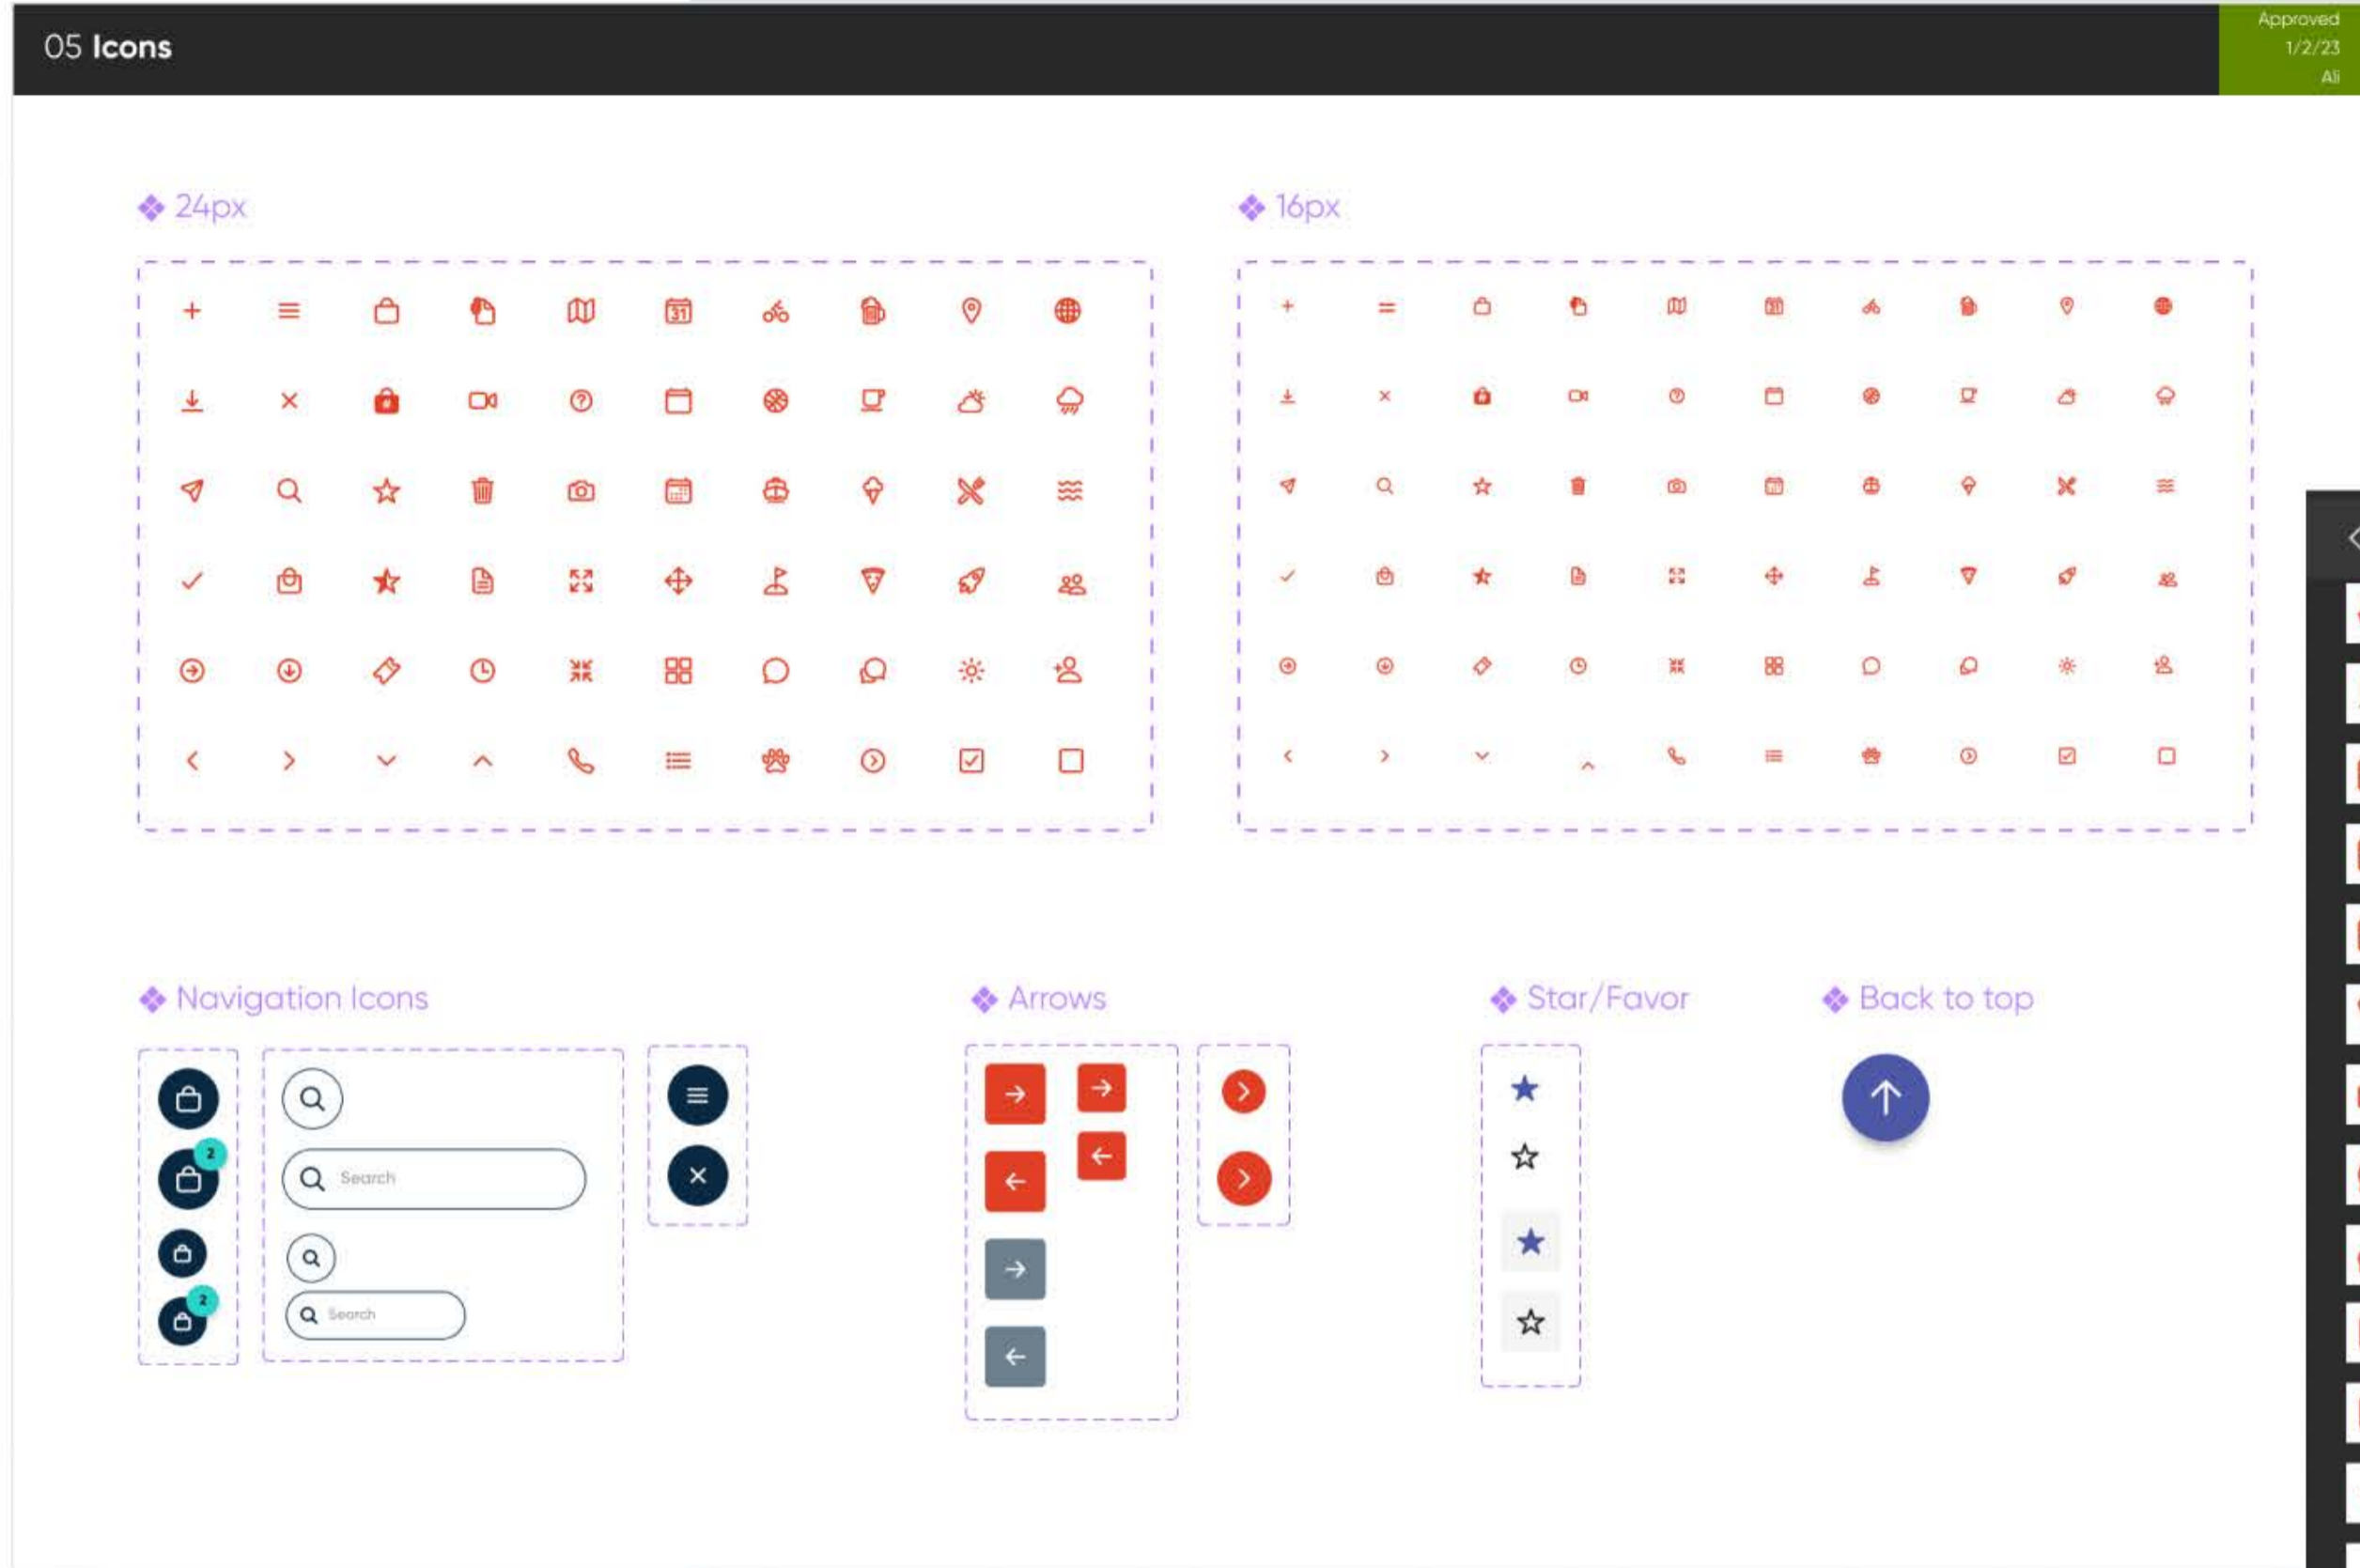 05 Icons
Approved
1/2/23
Ali
24px
16px
31
31
#
Navigation Icons
Arrows
Star/Favor
Back to top
2
Search
2
Search